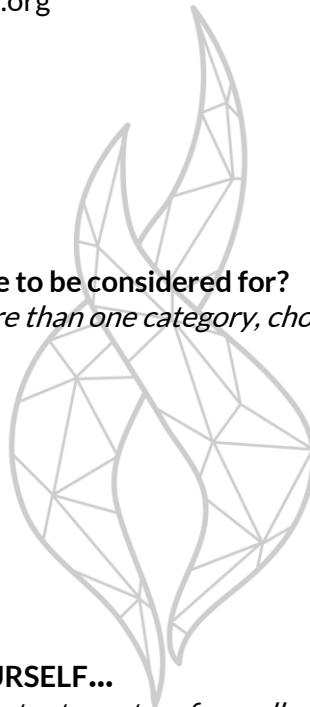 .org
e to be considered for?
re than one category, cho
URSELF...